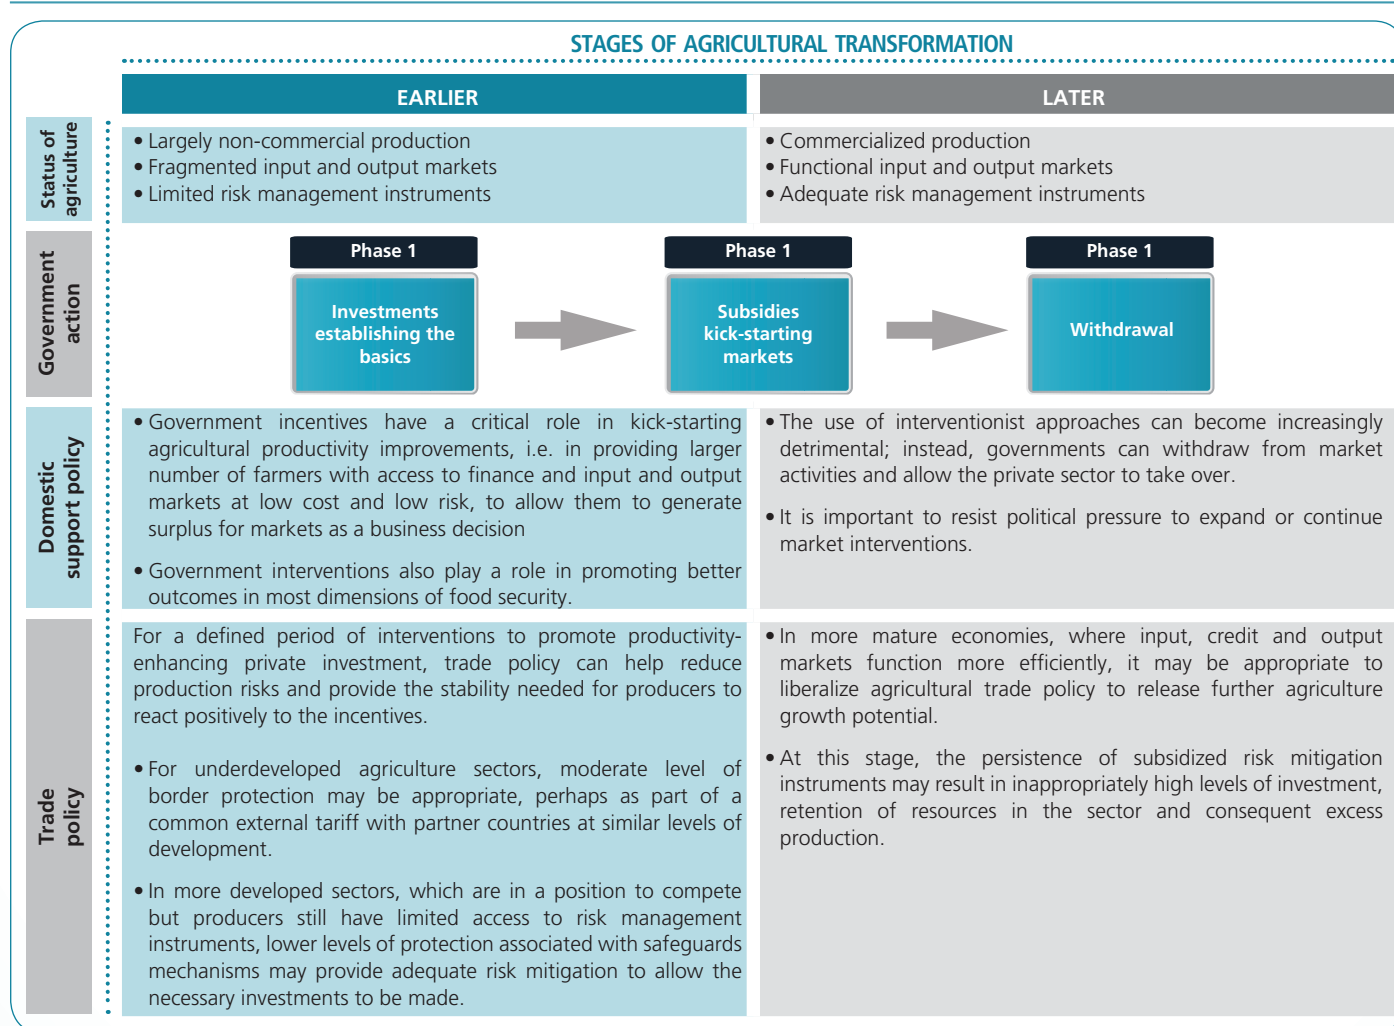 STAGES OF AGRICULTURAL TRANSFORMATION
EARLIER
LATER
Status of
agriculture
• Largely non-commercial production
• Fragmented input and output markets
• Limited risk management instruments
• Commercialized production
• Functional input and output markets
• Adequate risk management instruments
Government
action
Phase 1
Investments
establishing the
basics
Phase 1
Subsidies
kick-starting
markets
Phase 1
Withdrawal
Domestic
support policy
• Government incentives have a critical role in kick-starting
agricultural productivity improvements, i.e. in providing larger
number of farmers with access to finance and input and output
markets at low cost and low risk, to allow them to generate
surplus for markets as a business decision
• Government interventions also play a role in promoting better
outcomes in most dimensions of food security.
• The use of interventionist approaches can become increasingly
detrimental; instead, governments can withdraw from market
activities and allow the private sector to take over.
• It is important to resist political pressure to expand or continue
market interventions.
Trade
policy
For a defined period of interventions to promote productivity-
enhancing private investment, trade policy can help reduce
production risks and provide the stability needed for producers to
react positively to the incentives.
• For underdeveloped agriculture sectors, moderate level of
border protection may be appropriate, perhaps as part of a
common external tariff with partner countries at similar levels of
development.
• In more developed sectors, which are in a position to compete
but producers still have limited access to risk management
instruments, lower levels of protection associated with safeguards
mechanisms may provide adequate risk mitigation to allow the
necessary investments to be made.
• In more mature economies, where input, credit and output
markets function more efficiently, it may be appropriate to
liberalize agricultural trade policy to release further agriculture
growth potential.
• At this stage, the persistence of subsidized risk mitigation
instruments may result in inappropriately high levels of investment,
retention of resources in the sector and consequent excess
production.